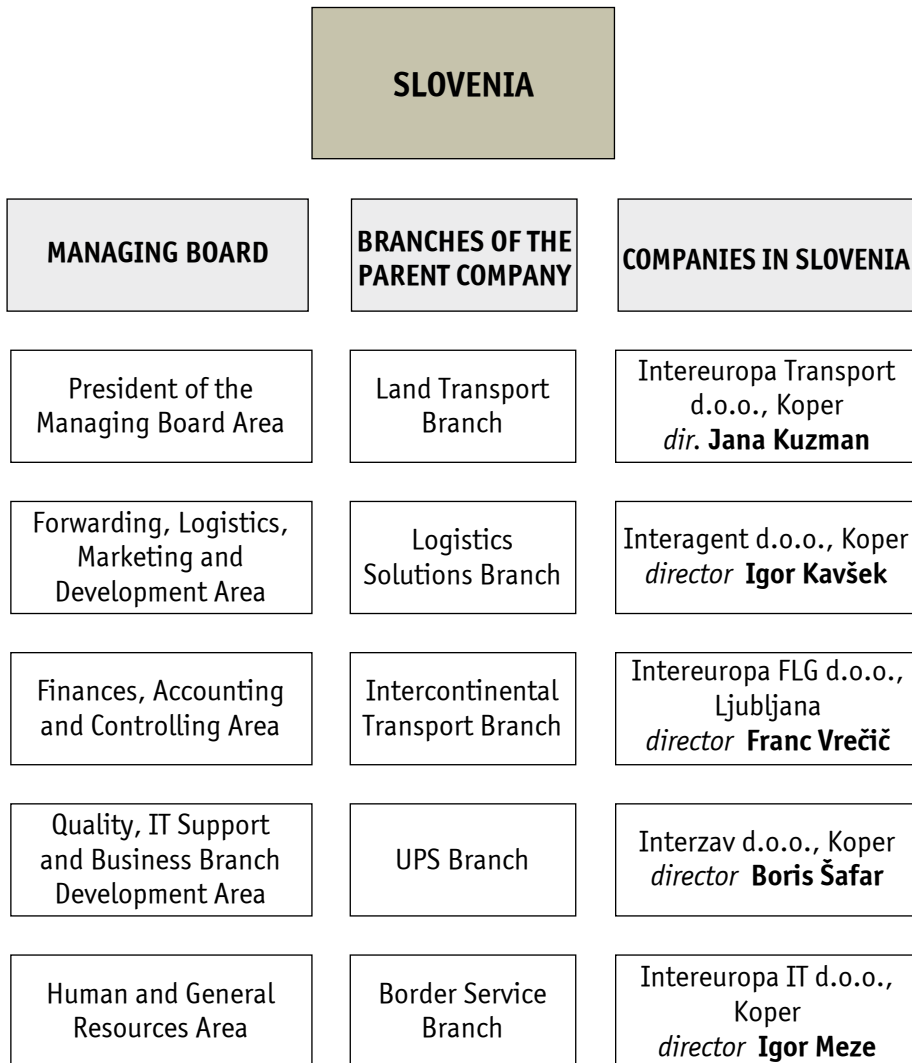 SLOVENIA
MANAGING BOARD
BRANCHES OF THE
PARENT COMPANY
COMPANIES IN SLOVENIA
President of the
Managing Board Area
Land Transport
Branch
Intereuropa Transport
d.o.o., Koper
dir. Jana Kuzman
Forwarding, Logistics,
Marketing and
Development Area
Logistics
Solutions Branch
Interagent d.o.o., Koper
director Igor Kavšek
Finances, Accounting
and Controlling Area
Intercontinental
Transport Branch
Intereuropa FLG d.o.o.,
Ljubljana
director Franc Vrečič
Quality, IT Support
and Business Branch
Development Area
UPS Branch
Interzav d.o.o., Koper
director Boris Šafar
Human and General
Resources Area
Border Service
Branch
Intereuropa IT d.o.o.,
Koper
director Igor Meze